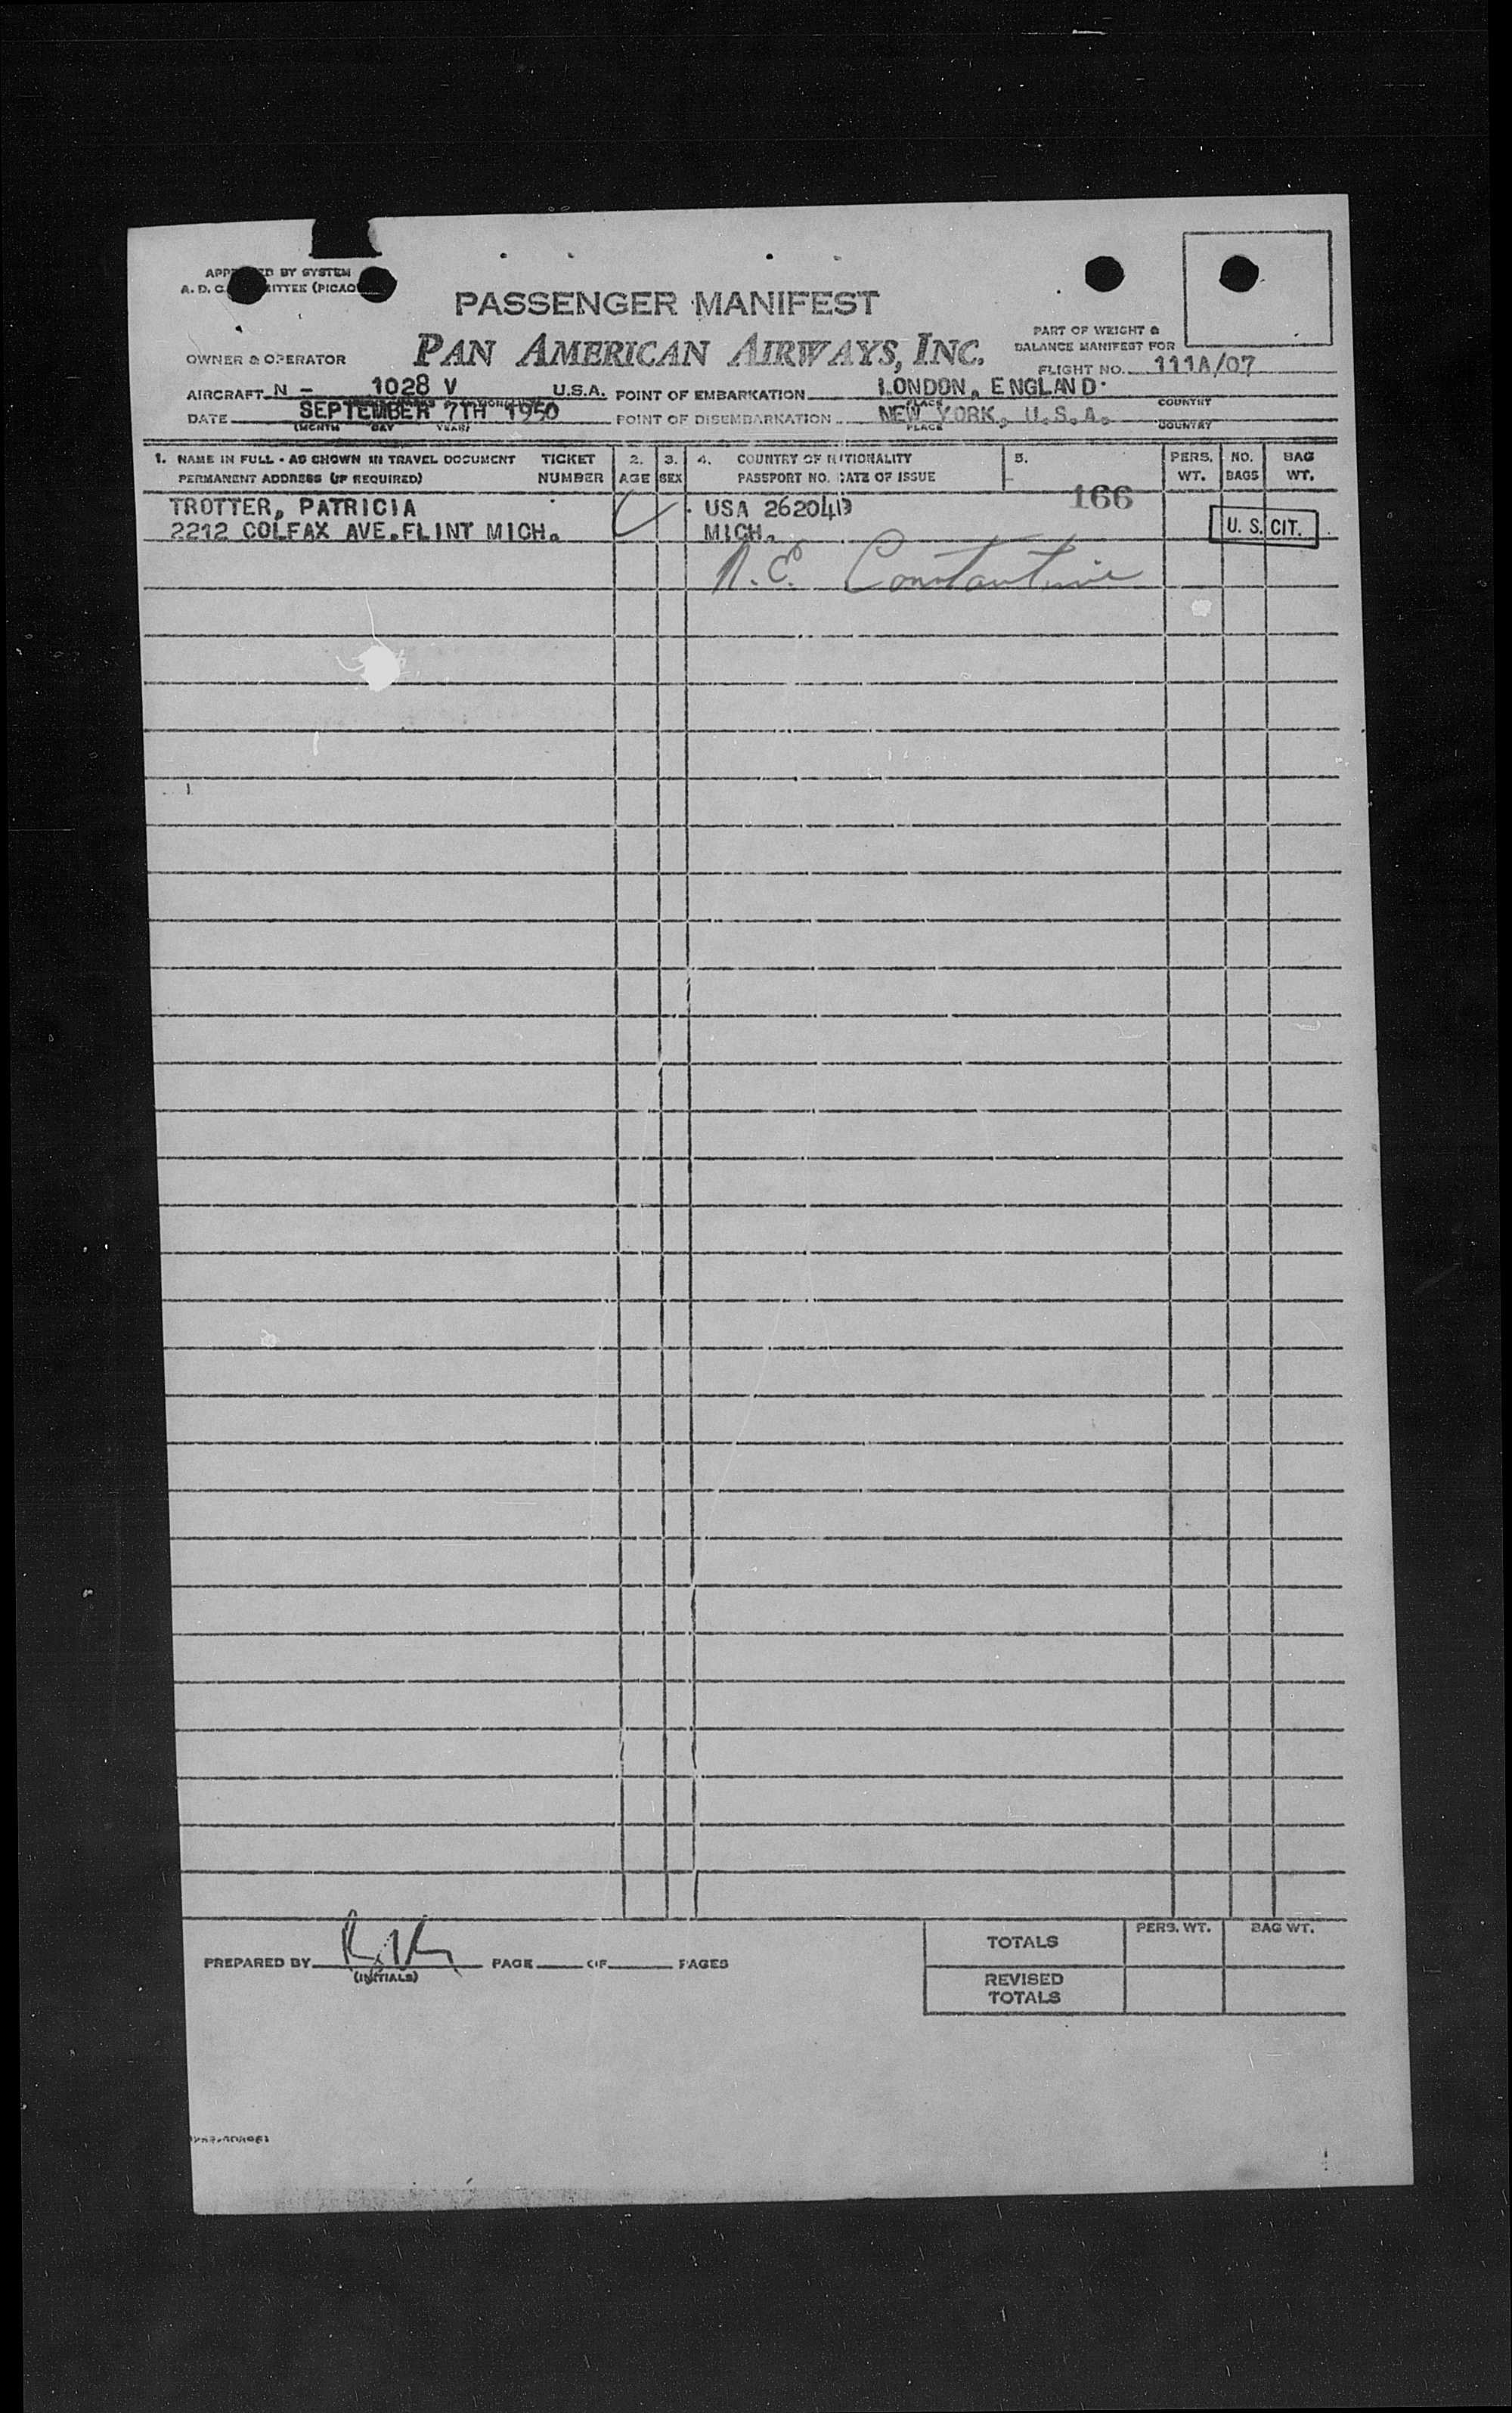 BY SYSTEM
A. D. C. (PICAO)
PASSENGER MANIFEST
PART OF WEIGHT &
BALANCE MANIFEST FOR
OWNER & OPERATOR PAN AMERICAN AIRWAYS, INC. FLIGHT NO. 111A/07
AIRCRAFT N - 1028 V U.S.A. POINT OF EMBARKATION LONDON, ENGLAND
PLACE COUNTRY
DATE SEPTEMBER 7TH 1950 POINT OF DISEMBARKATION NEW YORK, U.S.A.
(MONTH DAY YEAR) PLACE COUNTRY
1. NAME IN FULL - AS SHOWN IN TRAVEL DOCUMENT TICKET 2. 3. 4. COUNTRY OF NATIONALITY 5. PERS. NO. BAG
PERMANENT ADDRESS (IF REQUIRED) NUMBER AGE SEX PASSPORT NO. DATE OF ISSUE WT. BAGS WT.
166
TROTTER, PATRICIA USA 262040
2212 COLFAX AVE.FLINT MICH. MICH. U. S. CIT.
N. E. Constantine
TOTALS PERS. WT. BAG WT.
PREPARED BY PAGE OF PAGES
(INITIALS)
REVISED
TOTALS